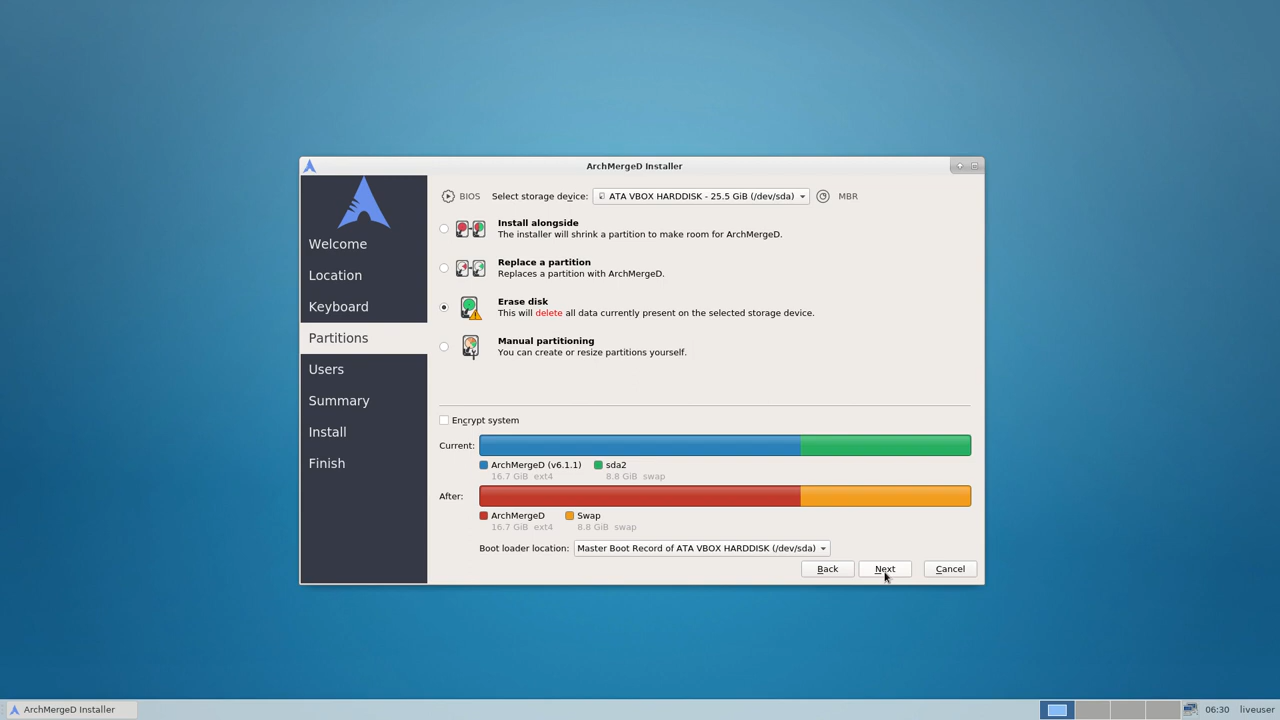 ArchMergeD Installer
BIOS Select storage device: ATA VBOX HARDDISK - 25.5 GiB (/dev/sda) MBR
Welcome
Location
Keyboard
Partitions
Users
Summary
Install
Finish
Install alongside
The installer will shrink a partition to make room for ArchMergeD.
Replace a partition
Replaces a partition with ArchMergeD.
Erase disk
This will delete all data currently present on the selected storage device.
Manual partitioning
You can create or resize partitions yourself.
Encrypt system
Current:
ArchMergeD (v6.1.1) sda2
16.7 GiB ext4 8.8 GiB swap
After:
ArchMergeD Swap
16.7 GiB ext4 8.8 GiB swap
Boot loader location: Master Boot Record of ATA VBOX HARDDISK (/dev/sda)
Back Next Cancel
ArchMergeD Installer 06:30 liveuser